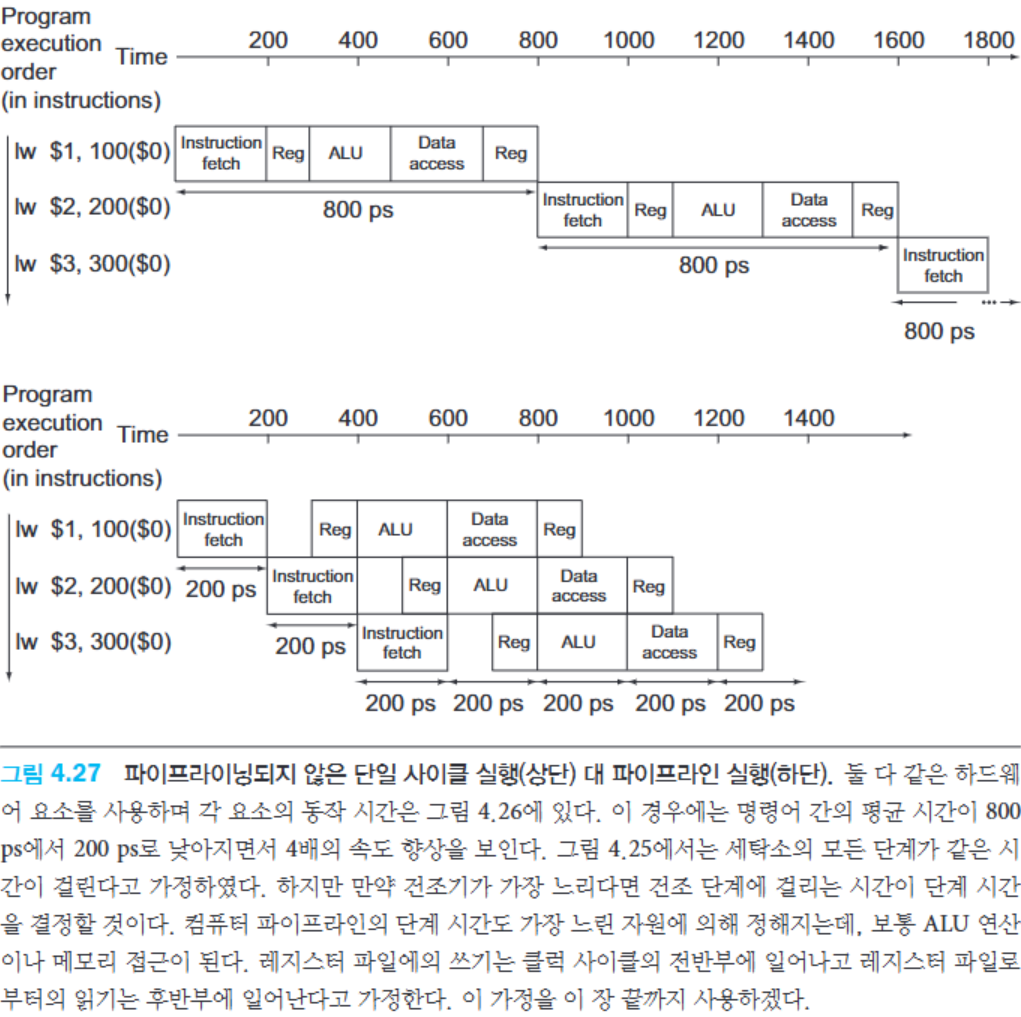 Program
execution
order
(in instructions)
Time
200 400 600 800 1000 1200 1400 1600 1800
lw $1, 100($0)
Instruction fetch
Reg
ALU
Data access
Reg
800 ps
lw $2, 200($0)
Instruction fetch
Reg
ALU
Data access
Reg
800 ps
lw $3, 300($0)
Instruction fetch
...
800 ps
Program
execution
order
(in instructions)
Time
200 400 600 800 1000 1200 1400
lw $1, 100($0)
Instruction fetch
Reg
ALU
Data access
Reg
200 ps
lw $2, 200($0)
Instruction fetch
Reg
ALU
Data access
Reg
200 ps
lw $3, 300($0)
Instruction fetch
Reg
ALU
Data access
Reg
200 ps 200 ps 200 ps 200 ps 200 ps
그림 4.27 파이프라이닝되지 않은 단일 사이클 실행(상단) 대 파이프라인 실행(하단). 둘 다 같은 하드웨
어 요소를 사용하며 각 요소의 동작 시간은 그림 4.26에 있다. 이 경우에는 명령어 간의 평균 시간이 800
ps에서 200 ps로 낮아지면서 4배의 속도 향상을 보인다. 그림 4.25에서는 세탁소의 모든 단계가 같은 시
간이 걸린다고 가정하였다. 하지만 만약 건조기가 가장 느리다면 건조 단계에 걸리는 시간이 단계 시간
을 결정할 것이다. 컴퓨터 파이프라인의 단계 시간도 가장 느린 자원에 의해 정해지는데, 보통 ALU 연산
이나 메모리 접근이 된다. 레지스터 파일에의 쓰기는 클럭 사이클의 전반부에 일어나고 레지스터 파일로
부터의 읽기는 후반부에 일어난다고 가정한다. 이 가정을 이 장 끝까지 사용하겠다.